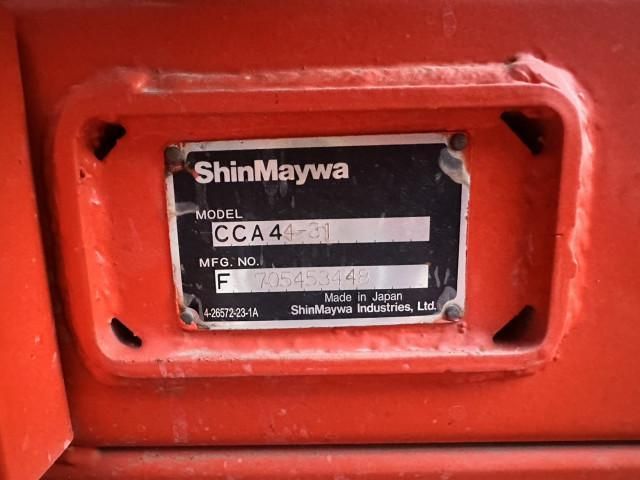 ShinMaywa
MODEL
CCA44-31
MFG. NO.
F 705453448
Made in Japan
4-26572-23-1A ShinMaywa Industries, Ltd.